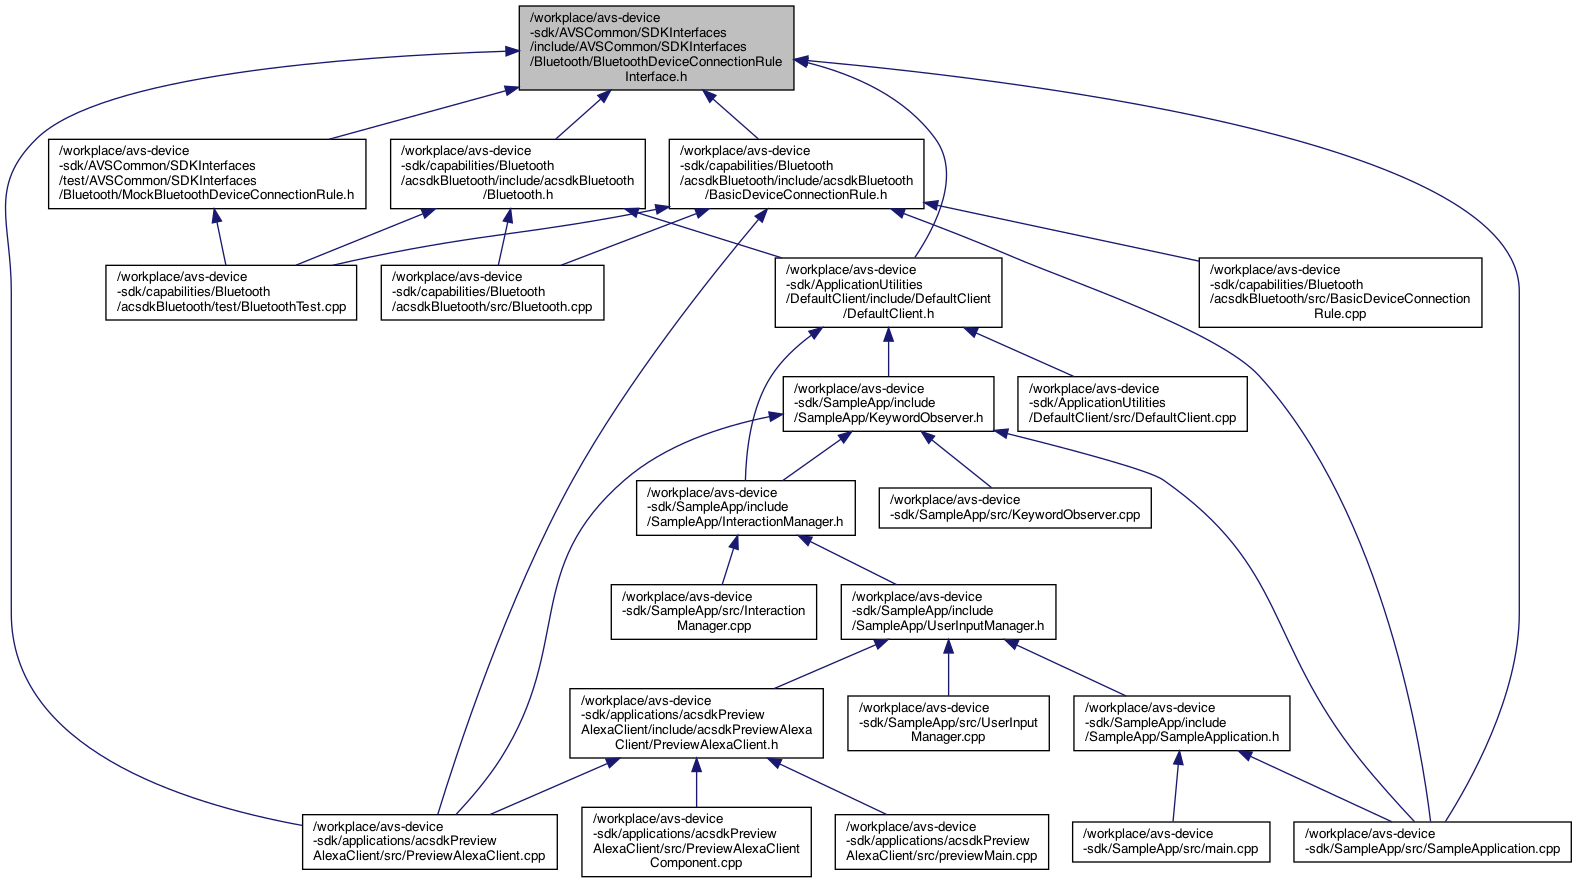 /workplace/avs-device
-sdk/AVSCommon/SDKInterfaces
/include/AVSCommon/SDKInterfaces
/Bluetooth/BluetoothDeviceConnectionRule
Interface.h
/workplace/avs-device
-sdk/AVSCommon/SDKInterfaces
/test/AVSCommon/SDKInterfaces
/Bluetooth/MockBluetoothDeviceConnectionRule.h
/workplace/avs-device
-sdk/capabilities/Bluetooth
/acsdkBluetooth/include/acsdkBluetooth
/Bluetooth.h
/workplace/avs-device
-sdk/capabilities/Bluetooth
/acsdkBluetooth/include/acsdkBluetooth
/BasicDeviceConnectionRule.h
/workplace/avs-device
-sdk/capabilities/Bluetooth
/acsdkBluetooth/test/BluetoothTest.cpp
/workplace/avs-device
-sdk/capabilities/Bluetooth
/acsdkBluetooth/src/Bluetooth.cpp
/workplace/avs-device
-sdk/ApplicationUtilities
/DefaultClient/include/DefaultClient
/DefaultClient.h
/workplace/avs-device
-sdk/capabilities/Bluetooth
/acsdkBluetooth/src/BasicDeviceConnection
Rule.cpp
/workplace/avs-device
-sdk/SampleApp/include
/SampleApp/KeywordObserver.h
/workplace/avs-device
-sdk/ApplicationUtilities
/DefaultClient/src/DefaultClient.cpp
/workplace/avs-device
-sdk/SampleApp/include
/SampleApp/InteractionManager.h
/workplace/avs-device
-sdk/SampleApp/src/KeywordObserver.cpp
/workplace/avs-device
-sdk/SampleApp/src/Interaction
Manager.cpp
/workplace/avs-device
-sdk/SampleApp/include
/SampleApp/UserInputManager.h
/workplace/avs-device
-sdk/applications/acsdkPreview
AlexaClient/include/acsdkPreviewAlexa
Client/PreviewAlexaClient.h
/workplace/avs-device
-sdk/SampleApp/src/UserInput
Manager.cpp
/workplace/avs-device
-sdk/SampleApp/include
/SampleApp/SampleApplication.h
/workplace/avs-device
-sdk/applications/acsdkPreview
AlexaClient/src/PreviewAlexaClient.cpp
/workplace/avs-device
-sdk/applications/acsdkPreview
AlexaClient/src/PreviewAlexaClient
Component.cpp
/workplace/avs-device
-sdk/applications/acsdkPreview
AlexaClient/src/previewMain.cpp
/workplace/avs-device
-sdk/SampleApp/src/main.cpp
/workplace/avs-device
-sdk/SampleApp/src/SampleApplication.cpp